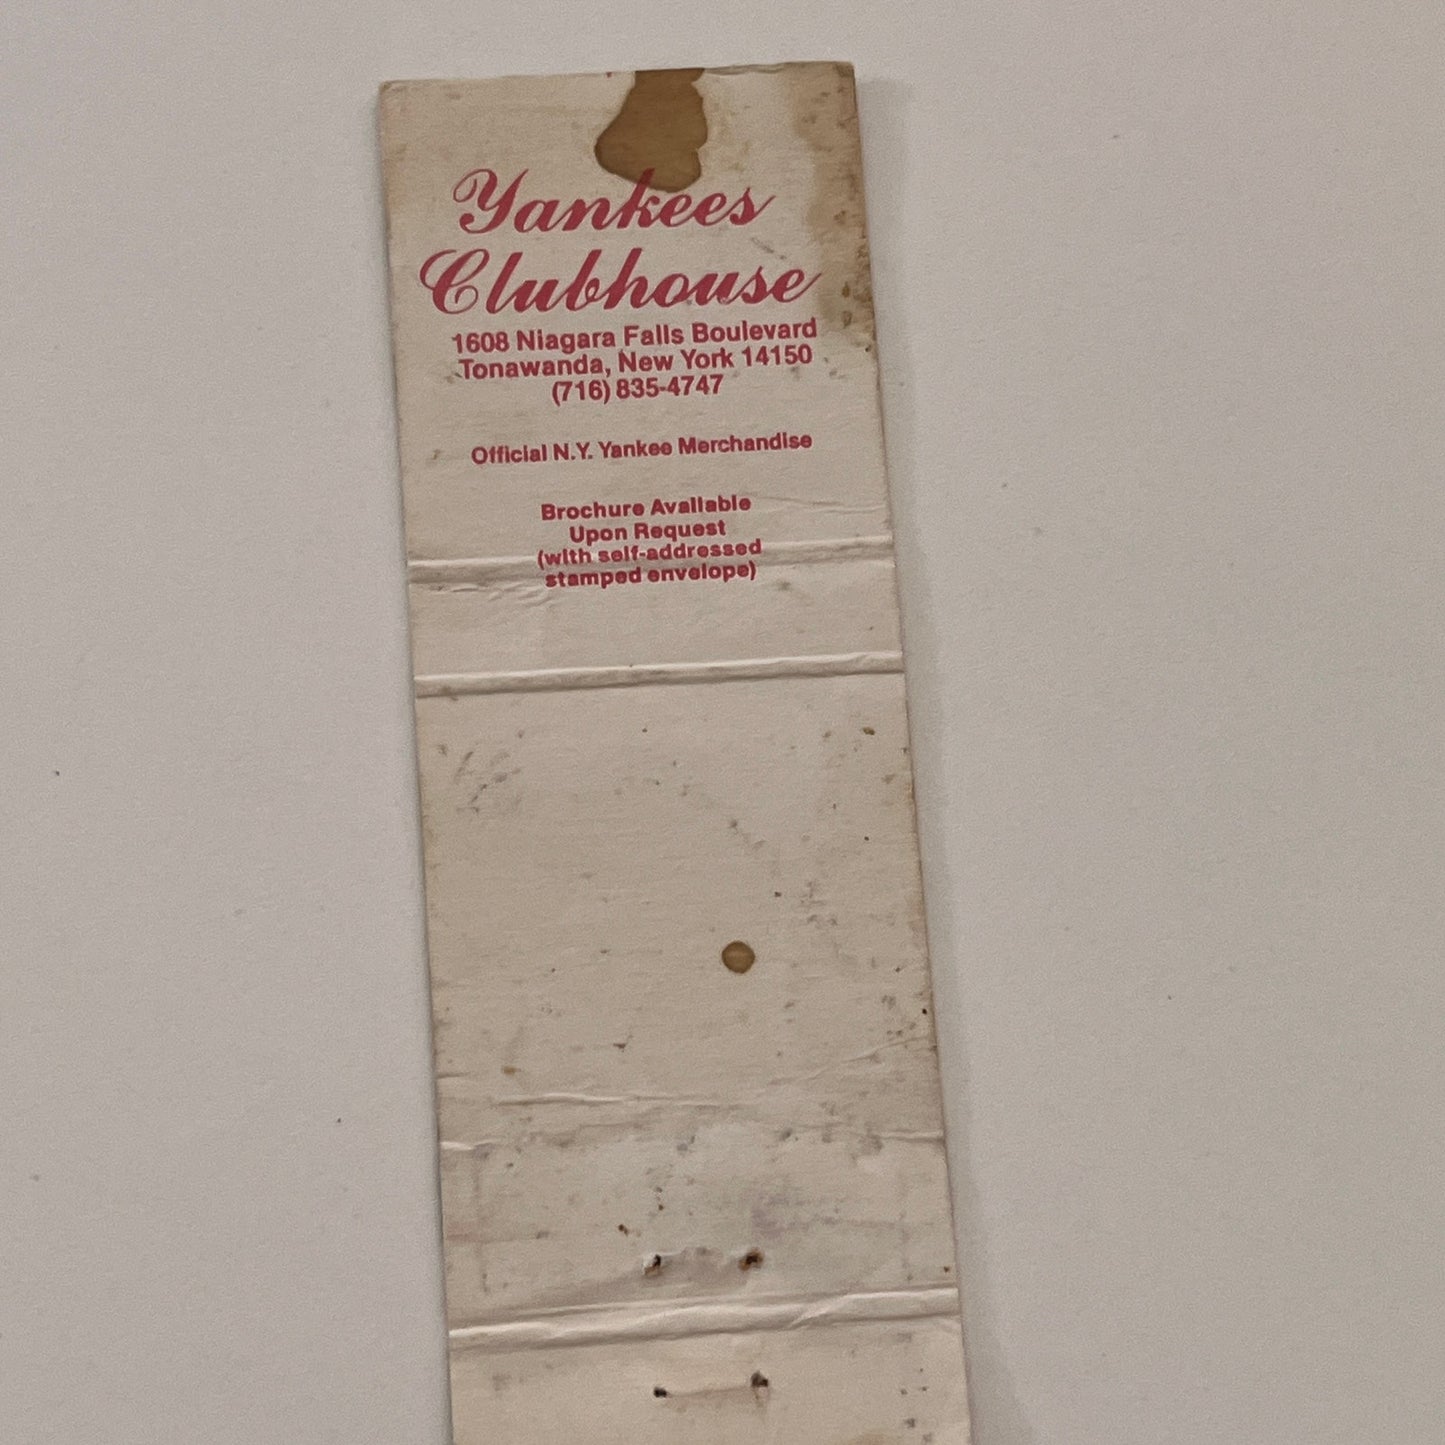 Yankees
Clubhouse
1608 Niagara Falls Boulevard
Tonawanda, New York 14150
(716) 835-4747
Official N.Y. Yankee Merchandise
Brochure Available
Upon Request
(with self-addressed
stamped envelope)